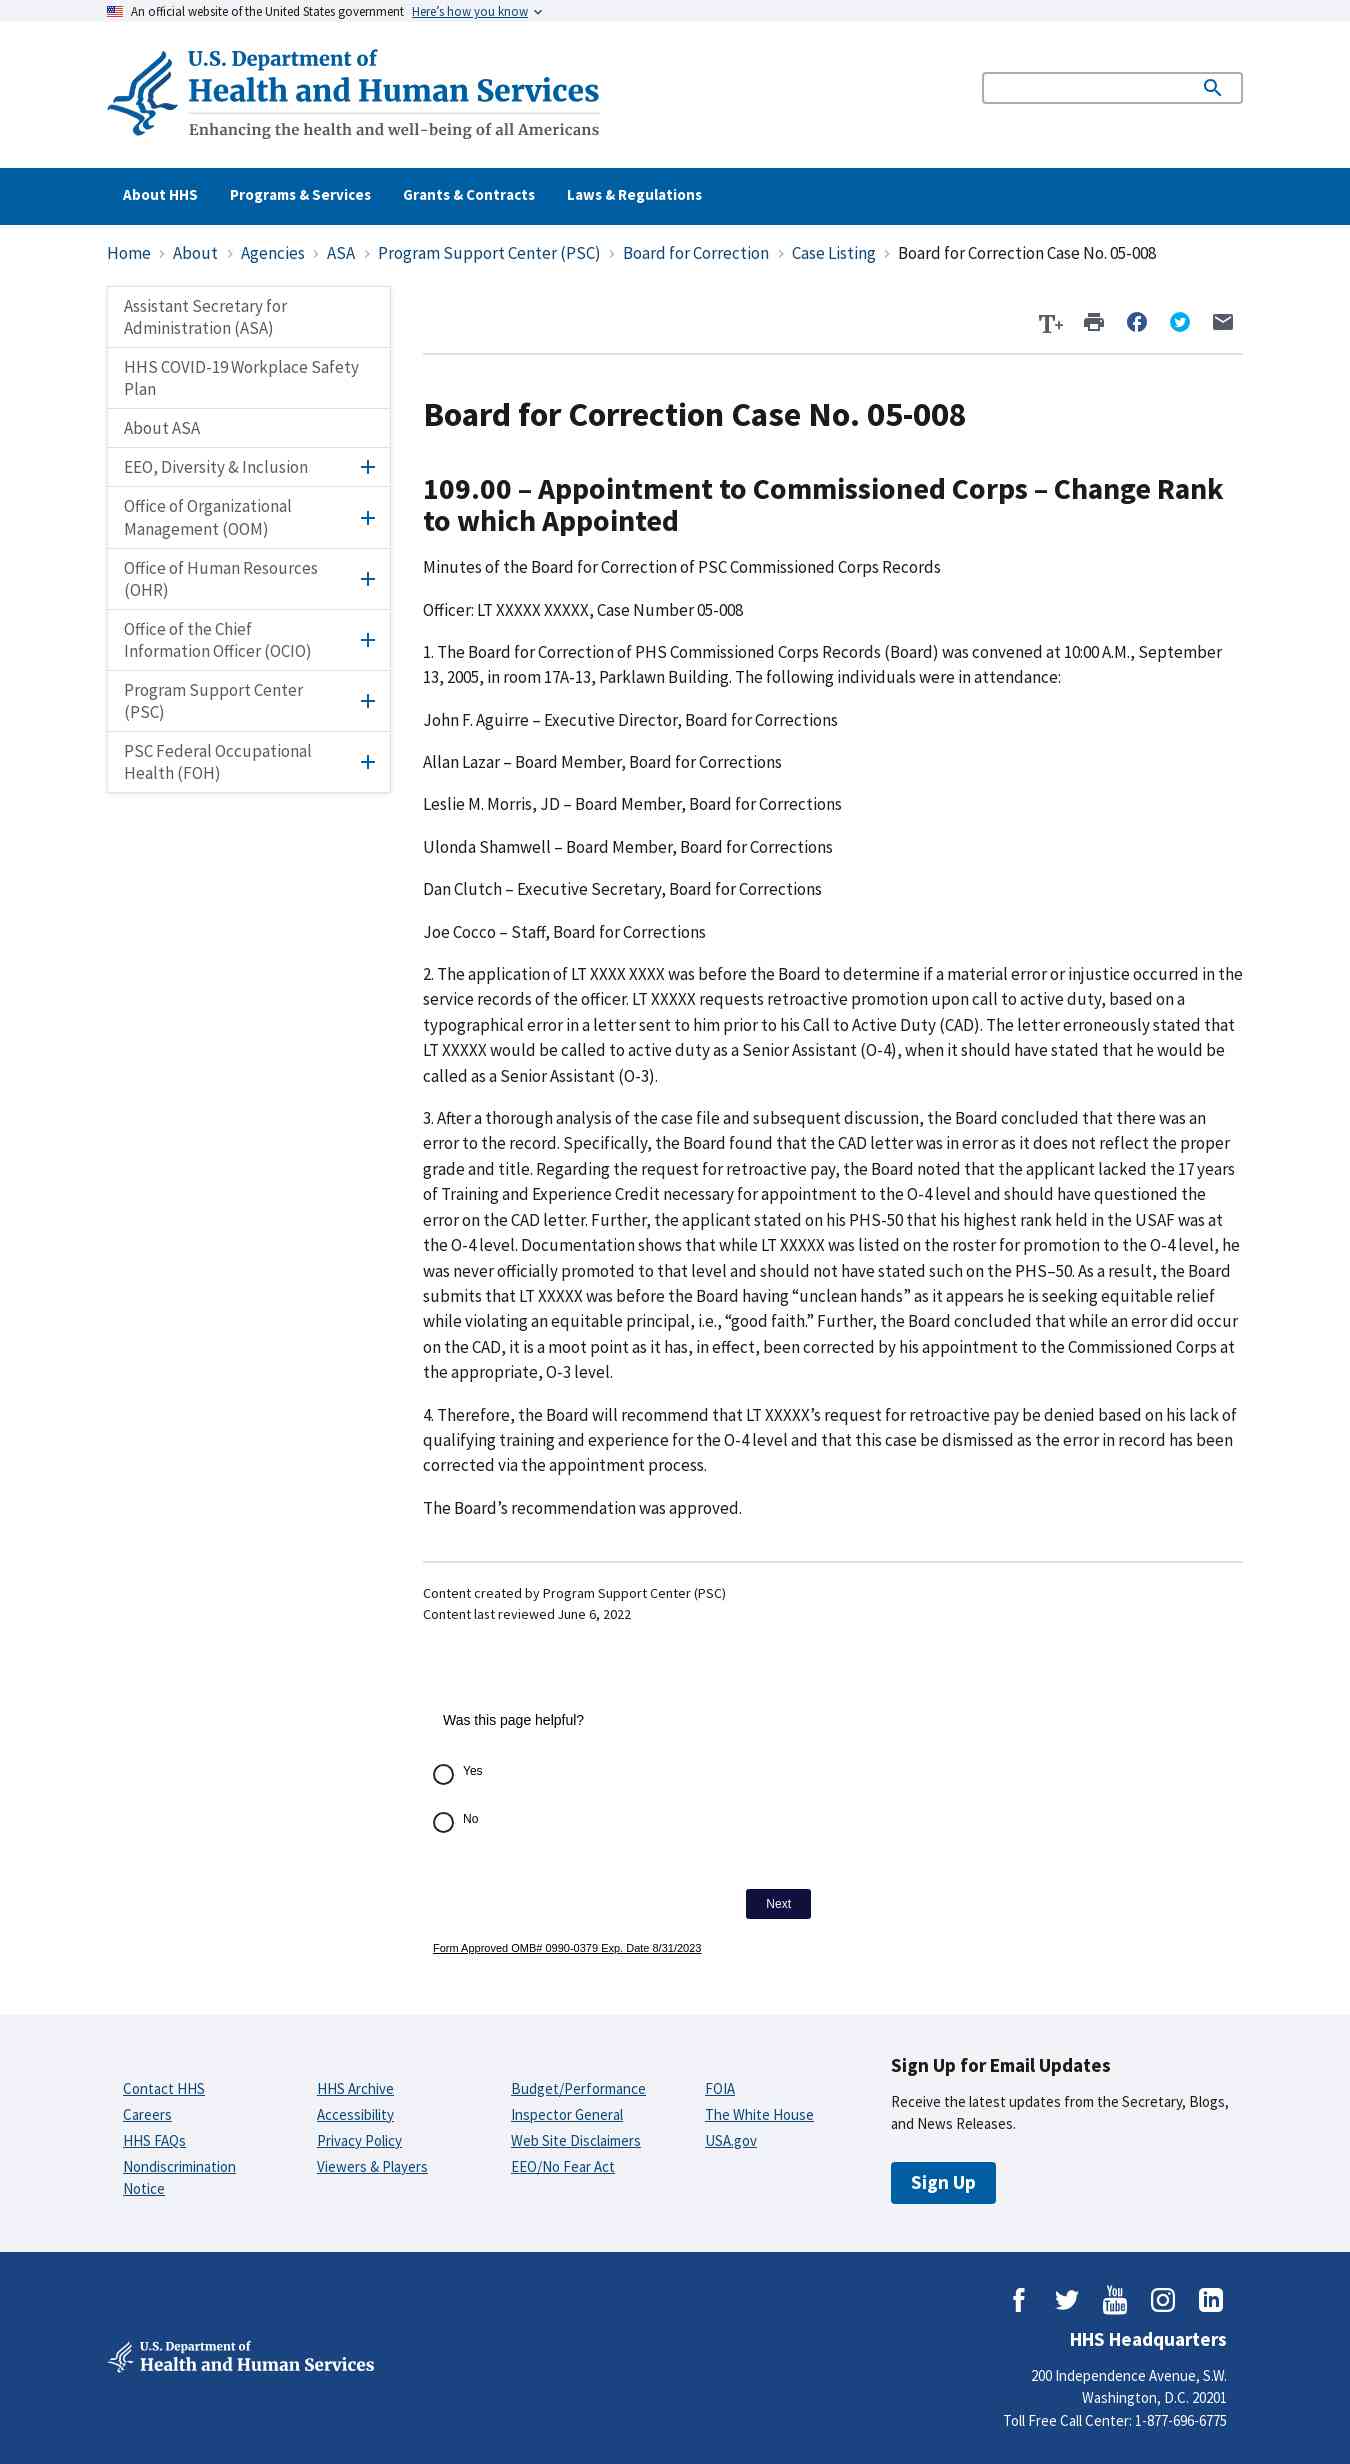 An official website of the United States government Here’s how you know
U.S. Department of
Health and Human Services
Enhancing the health and well-being of all Americans
About HHS Programs & Services Grants & Contracts Laws & Regulations
Home › About › Agencies › ASA › Program Support Center (PSC) › Board for Correction › Case Listing › Board for Correction Case No. 05-008
Assistant Secretary for
Administration (ASA)
HHS COVID-19 Workplace Safety
Plan
About ASA
EEO, Diversity & Inclusion
Office of Organizational
Management (OOM)
Office of Human Resources
(OHR)
Office of the Chief
Information Officer (OCIO)
Program Support Center
(PSC)
PSC Federal Occupational
Health (FOH)
T+
Board for Correction Case No. 05-008
109.00 – Appointment to Commissioned Corps – Change Rank
to which Appointed
Minutes of the Board for Correction of PSC Commissioned Corps Records
Officer: LT XXXXX XXXXX, Case Number 05-008
1. The Board for Correction of PHS Commissioned Corps Records (Board) was convened at 10:00 A.M., September
13, 2005, in room 17A-13, Parklawn Building. The following individuals were in attendance:
John F. Aguirre – Executive Director, Board for Corrections
Allan Lazar – Board Member, Board for Corrections
Leslie M. Morris, JD – Board Member, Board for Corrections
Ulonda Shamwell – Board Member, Board for Corrections
Dan Clutch – Executive Secretary, Board for Corrections
Joe Cocco – Staff, Board for Corrections
2. The application of LT XXXX XXXX was before the Board to determine if a material error or injustice occurred in the
service records of the officer. LT XXXXX requests retroactive promotion upon call to active duty, based on a
typographical error in a letter sent to him prior to his Call to Active Duty (CAD). The letter erroneously stated that
LT XXXXX would be called to active duty as a Senior Assistant (O-4), when it should have stated that he would be
called as a Senior Assistant (O-3).
3. After a thorough analysis of the case file and subsequent discussion, the Board concluded that there was an
error to the record. Specifically, the Board found that the CAD letter was in error as it does not reflect the proper
grade and title. Regarding the request for retroactive pay, the Board noted that the applicant lacked the 17 years
of Training and Experience Credit necessary for appointment to the O-4 level and should have questioned the
error on the CAD letter. Further, the applicant stated on his PHS-50 that his highest rank held in the USAF was at
the O-4 level. Documentation shows that while LT XXXXX was listed on the roster for promotion to the O-4 level, he
was never officially promoted to that level and should not have stated such on the PHS–50. As a result, the Board
submits that LT XXXXX was before the Board having “unclean hands” as it appears he is seeking equitable relief
while violating an equitable principal, i.e., “good faith.” Further, the Board concluded that while an error did occur
on the CAD, it is a moot point as it has, in effect, been corrected by his appointment to the Commissioned Corps at
the appropriate, O-3 level.
4. Therefore, the Board will recommend that LT XXXXX’s request for retroactive pay be denied based on his lack of
qualifying training and experience for the O-4 level and that this case be dismissed as the error in record has been
corrected via the appointment process.
The Board’s recommendation was approved.
Content created by Program Support Center (PSC)
Content last reviewed June 6, 2022
Was this page helpful?
Yes
No
Next
Form Approved OMB# 0990-0379 Exp. Date 8/31/2023
Contact HHS
Careers
HHS FAQs
Nondiscrimination
Notice
HHS Archive
Accessibility
Privacy Policy
Viewers & Players
Budget/Performance
Inspector General
Web Site Disclaimers
EEO/No Fear Act
FOIA
The White House
USA.gov
Sign Up for Email Updates
Receive the latest updates from the Secretary, Blogs,
and News Releases.
Sign Up
You
Tube
U.S. Department of
Health and Human Services
HHS Headquarters
200 Independence Avenue, S.W.
Washington, D.C. 20201
Toll Free Call Center: 1-877-696-6775